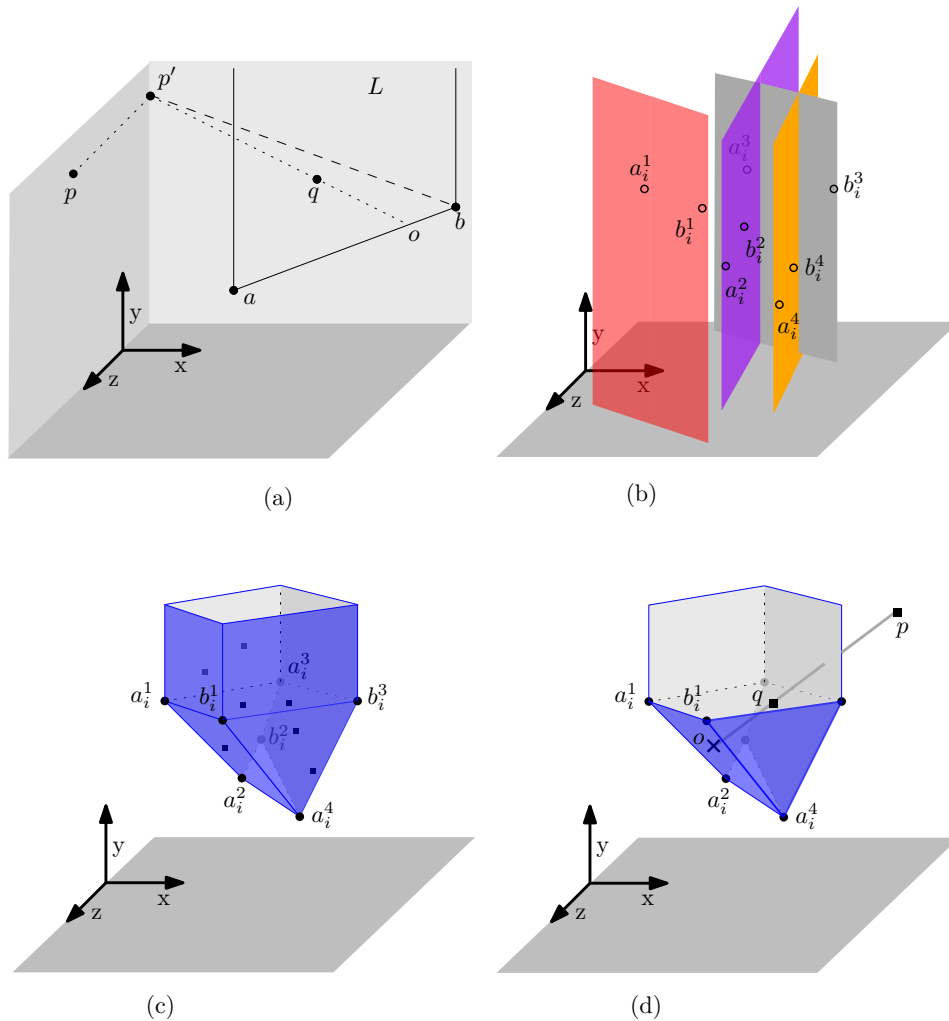 p′
L
p
q
o
b
a
y
x
z
(a)
a_i^3
a_i^1
b_i^3
b_i^1
b_i^2
b_i^4
a_i^2
a_i^4
y
x
z
(b)
a_i^3
a_i^1
b_i^1
b_i^3
b_i^2
a_i^2
a_i^4
y
x
z
(c)
p
a_i^1
b_i^1
q
o
a_i^2
a_i^4
y
x
z
(d)